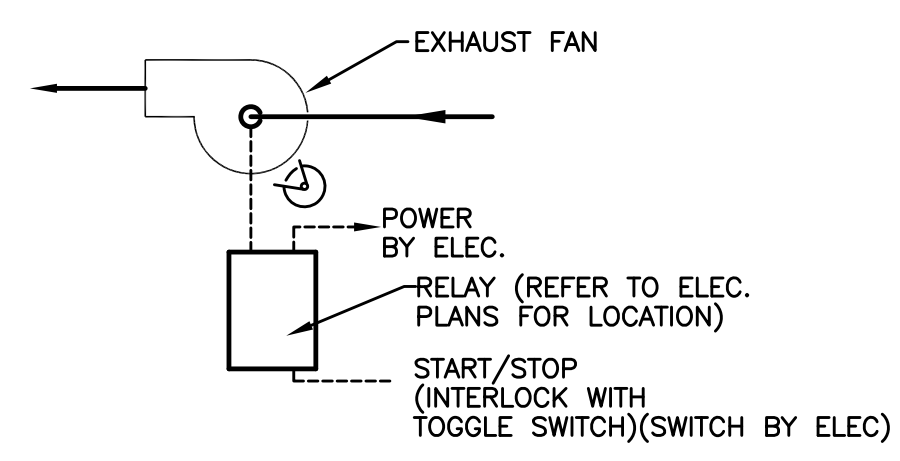 EXHAUST FAN
POWER
BY ELEC.
RELAY (REFER TO ELEC.
PLANS FOR LOCATION)
START/STOP
(INTERLOCK WITH
TOGGLE SWITCH)(SWITCH BY ELEC)